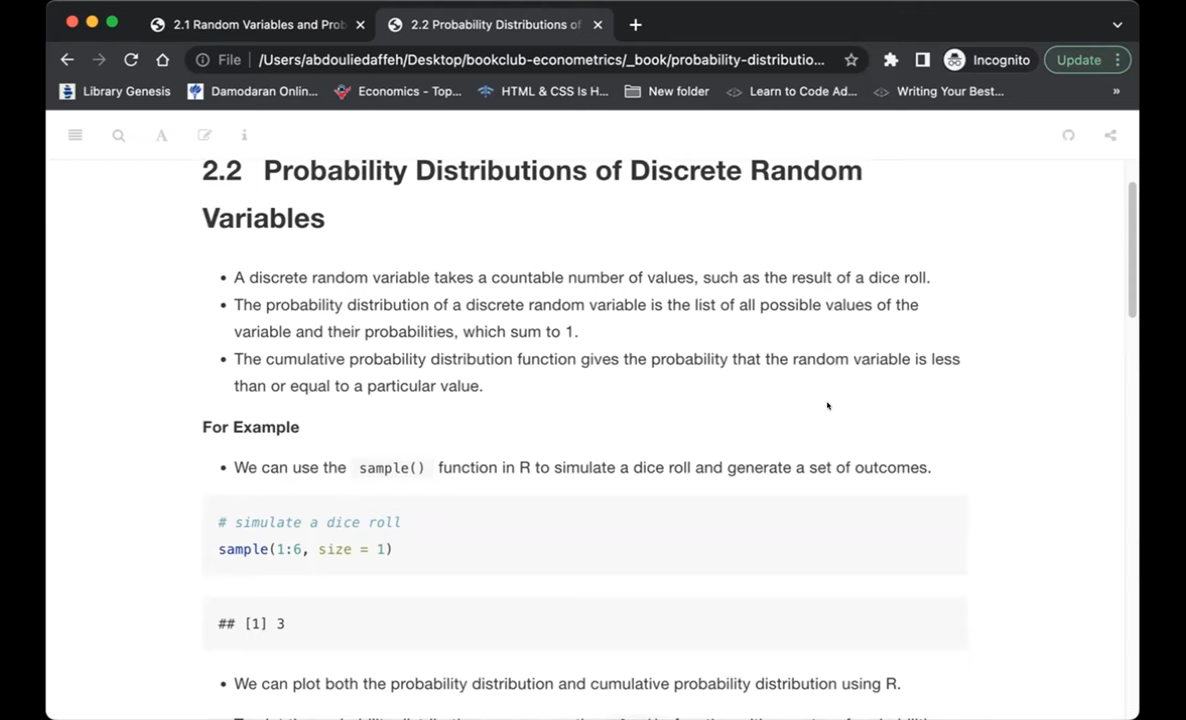 2.1 Random Variables and Prob
2.2 Probability Distributions of
File /Users/abdouliedaffeh/Desktop/bookclub-econometrics/_book/probability-distributio...
Incognito
Update
Library Genesis
Damodaran Onlin...
Economics - Top...
HTML & CSS Is H...
New folder
Learn to Code Ad...
Writing Your Best...
»
2.2 Probability Distributions of Discrete Random
Variables
• A discrete random variable takes a countable number of values, such as the result of a dice roll.
• The probability distribution of a discrete random variable is the list of all possible values of the
variable and their probabilities, which sum to 1.
• The cumulative probability distribution function gives the probability that the random variable is less
than or equal to a particular value.
For Example
• We can use the sample() function in R to simulate a dice roll and generate a set of outcomes.
# simulate a dice roll
sample(1:6, size = 1)
## [1] 3
• We can plot both the probability distribution and cumulative probability distribution using R.